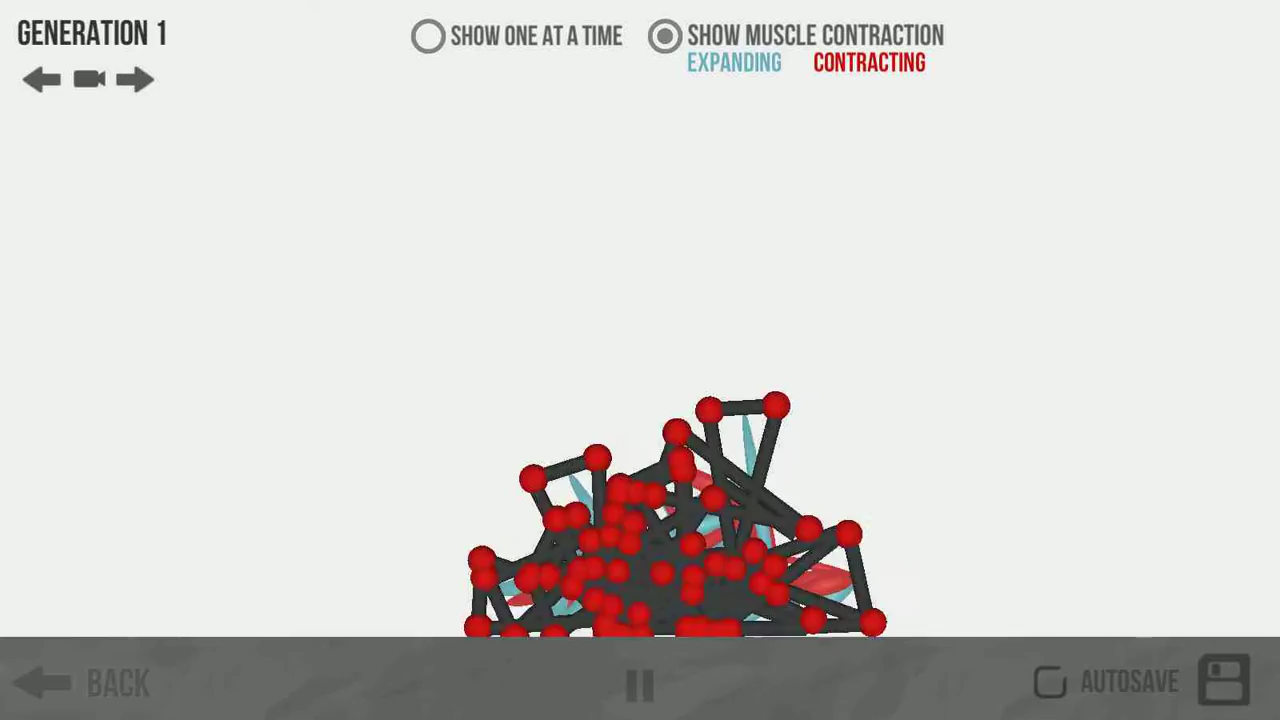 GENERATION 1
SHOW ONE AT A TIME
SHOW MUSCLE CONTRACTION
EXPANDING CONTRACTING
BACK
AUTOSAVE